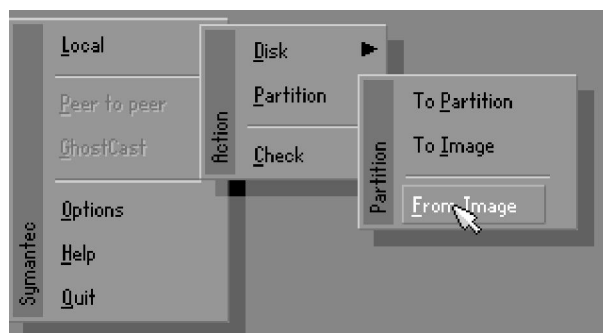 Local
Peer to peer
GhostCast
Options
Help
Quit
Symantec
Disk
Partition
Check
Action
To Partition
To Image
From Image
Partition